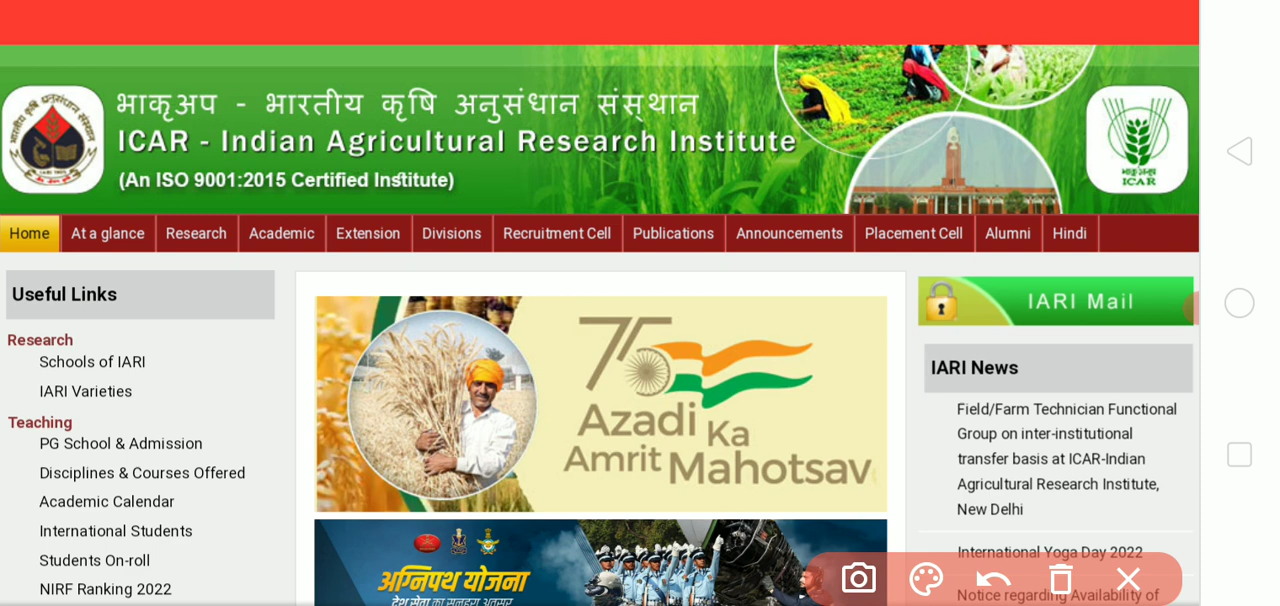 भाकृअप - भारतीय कृषि अनुसंधान संस्थान
ICAR - Indian Agricultural Research Institute
(An ISO 9001:2015 Certified Institute)
भाकृअनुप
ICAR
Home
At a glance
Research
Academic
Extension
Divisions
Recruitment Cell
Publications
Announcements
Placement Cell
Alumni
Hindi
Useful Links
Research
Schools of IARI
IARI Varieties
Teaching
PG School & Admission
Disciplines & Courses Offered
Academic Calendar
International Students
Students On-roll
NIRF Ranking 2022
75
Azadi
Ka
Amrit
Mahotsav
अग्निपथ योजना
देश सेवा का सुनहरा अवसर
IARI Mail
IARI News
Field/Farm Technician Functional
Group on inter-institutional
transfer basis at ICAR-Indian
Agricultural Research Institute,
New Delhi
International Yoga Day 2022
Notice regarding Availability of